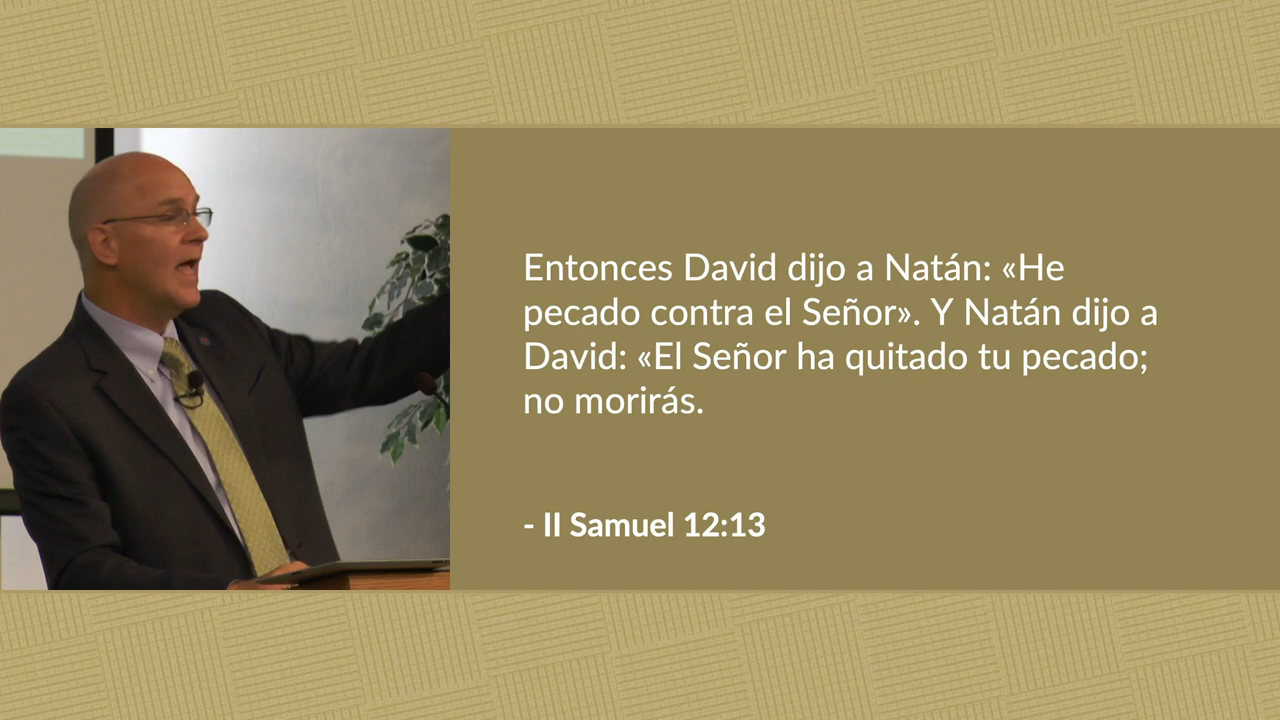 Entonces David dijo a Natán: «He
pecado contra el Señor». Y Natán dijo a
David: «El Señor ha quitado tu pecado;
no morirás.
- II Samuel 12:13